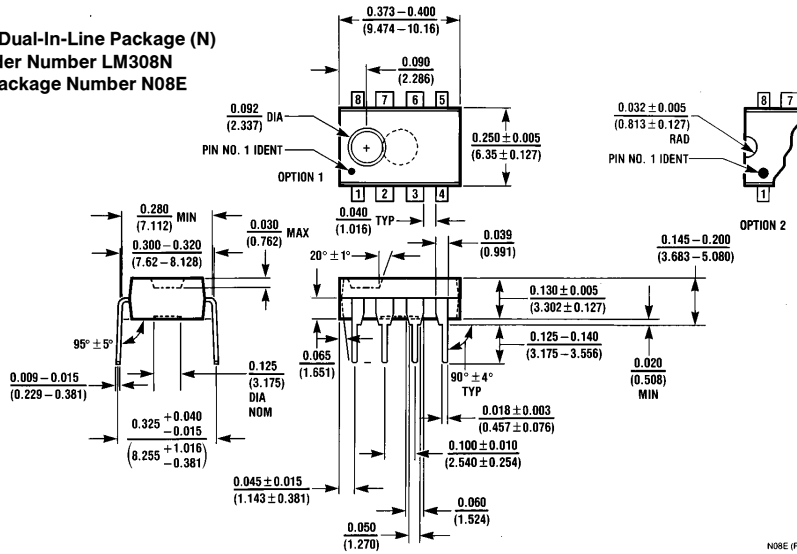 Dual-In-Line Package (N)
ler Number LM308N
ackage Number N08E
0.373 – 0.400
(9.474 – 10.16)
0.090
(2.286)
8 7 6 5
0.092 DIA
(2.337)
PIN NO. 1 IDENT
OPTION 1
1 2 3 4
0.250 ± 0.005
(6.35 ± 0.127)
0.032 ± 0.005
(0.813 ± 0.127)
RAD
PIN NO. 1 IDENT
8 7
1
OPTION 2
0.280 MIN
(7.112)
0.300 – 0.320
(7.62 – 8.128)
0.030 MAX
(0.762)
0.040 TYP
(1.016)
20° ± 1°
0.039
(0.991)
0.145 – 0.200
(3.683 – 5.080)
0.130 ± 0.005
(3.302 ± 0.127)
0.125 – 0.140
(3.175 – 3.556)
0.020
(0.508)
MIN
95° ± 5°
0.009 – 0.015
(0.229 – 0.381)
0.125
(3.175)
DIA
NOM
0.065
(1.651)
90° ± 4°
TYP
0.018 ± 0.003
(0.457 ± 0.076)
0.325 +0.040
-0.015
(8.255 +1.016
-0.381)
0.100 ± 0.010
(2.540 ± 0.254)
0.045 ± 0.015
(1.143 ± 0.381)
0.060
(1.524)
0.050
(1.270)
N08E (F